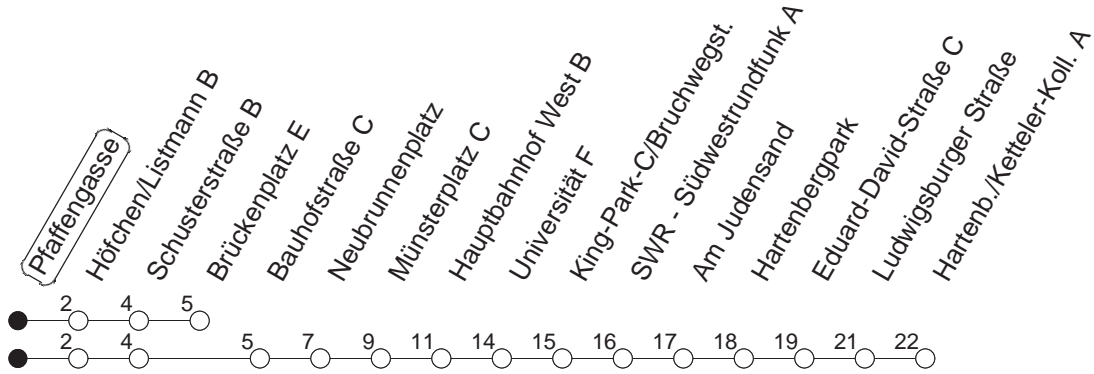 Pfaffengasse
Höfchen/Listmann B
Schusterstraße B
Brückenplatz E
Bauhofstraße C
Neubrunnenplatz
Münsterplatz C
Hauptbahnhof West B
Universität F
King-Park-C/Bruchwegst.
SWR - Südwestrundfunk A
Am Judensand
Hartenbergpark
Eduard-David-Straße C
Ludwigsburger Straße
Hartenb./Ketteler-Koll. A
2 4 5
2 4 5 7 9 11 14 15 16 17 18 19 21 22